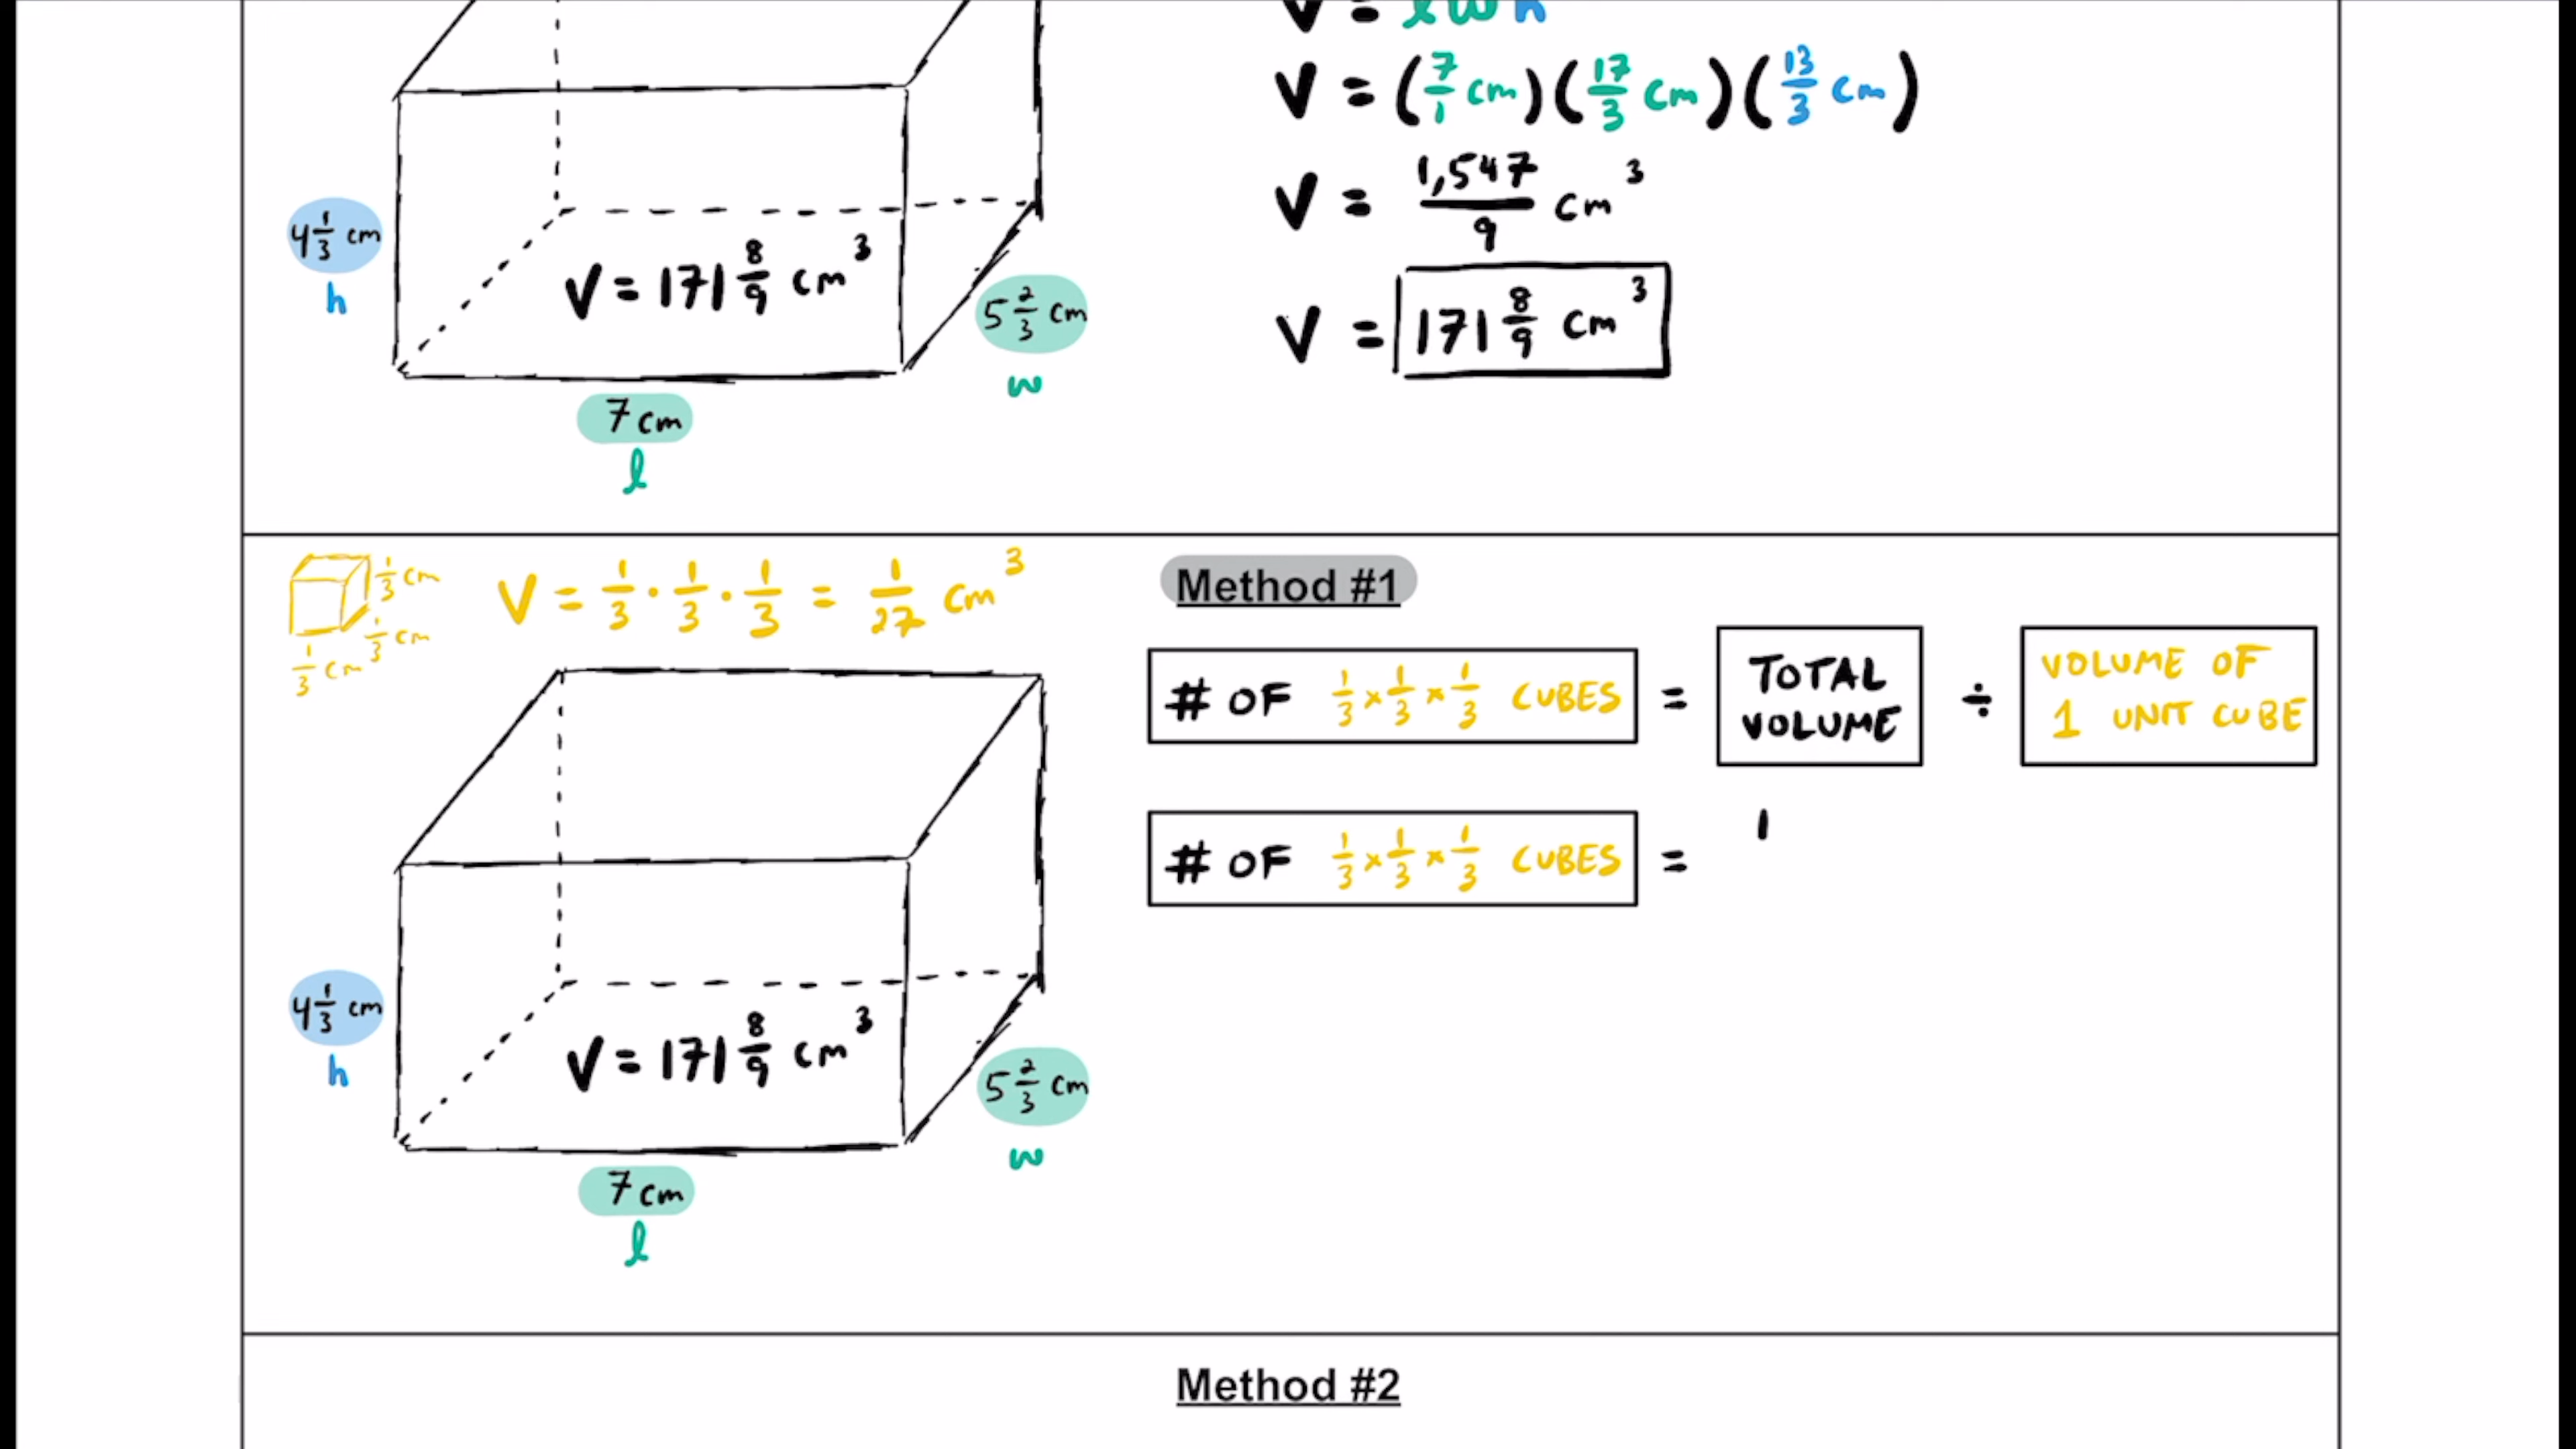 V = lwh
V = (7/1 cm)(17/3 cm)(13/3 cm)
V = 1,547/9 cm³
V = 171 8/9 cm³
4 1/3 cm
h
V = 171 8/9 cm³
5 2/3 cm
w
7 cm
l
1/3 cm
1/3 cm
1/3 cm
V = 1/3 · 1/3 · 1/3 = 1/27 cm³
Method #1
# OF 1/3 × 1/3 × 1/3 CUBES = TOTAL VOLUME ÷ VOLUME OF 1 UNIT CUBE
# OF 1/3 × 1/3 × 1/3 CUBES = 1
4 1/3 cm
h
V = 171 8/9 cm³
5 2/3 cm
w
7 cm
l
Method #2